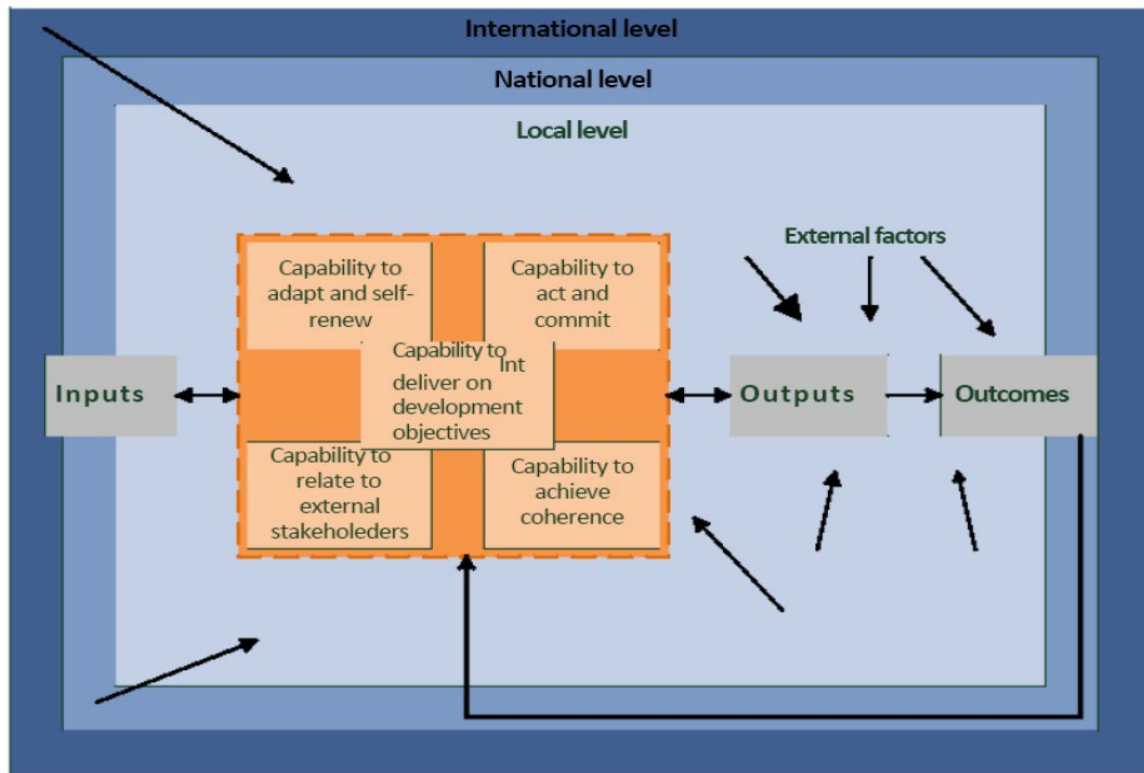 International level
National level
Local level
External factors
Capability to
adapt and self-
renew
Capability to
act and
commit
Capability to
Int
deliver on
development
objectives
Inputs
Outputs
Outcomes
Capability to
relate to
external
stakeholeders
Capability to
achieve
coherence